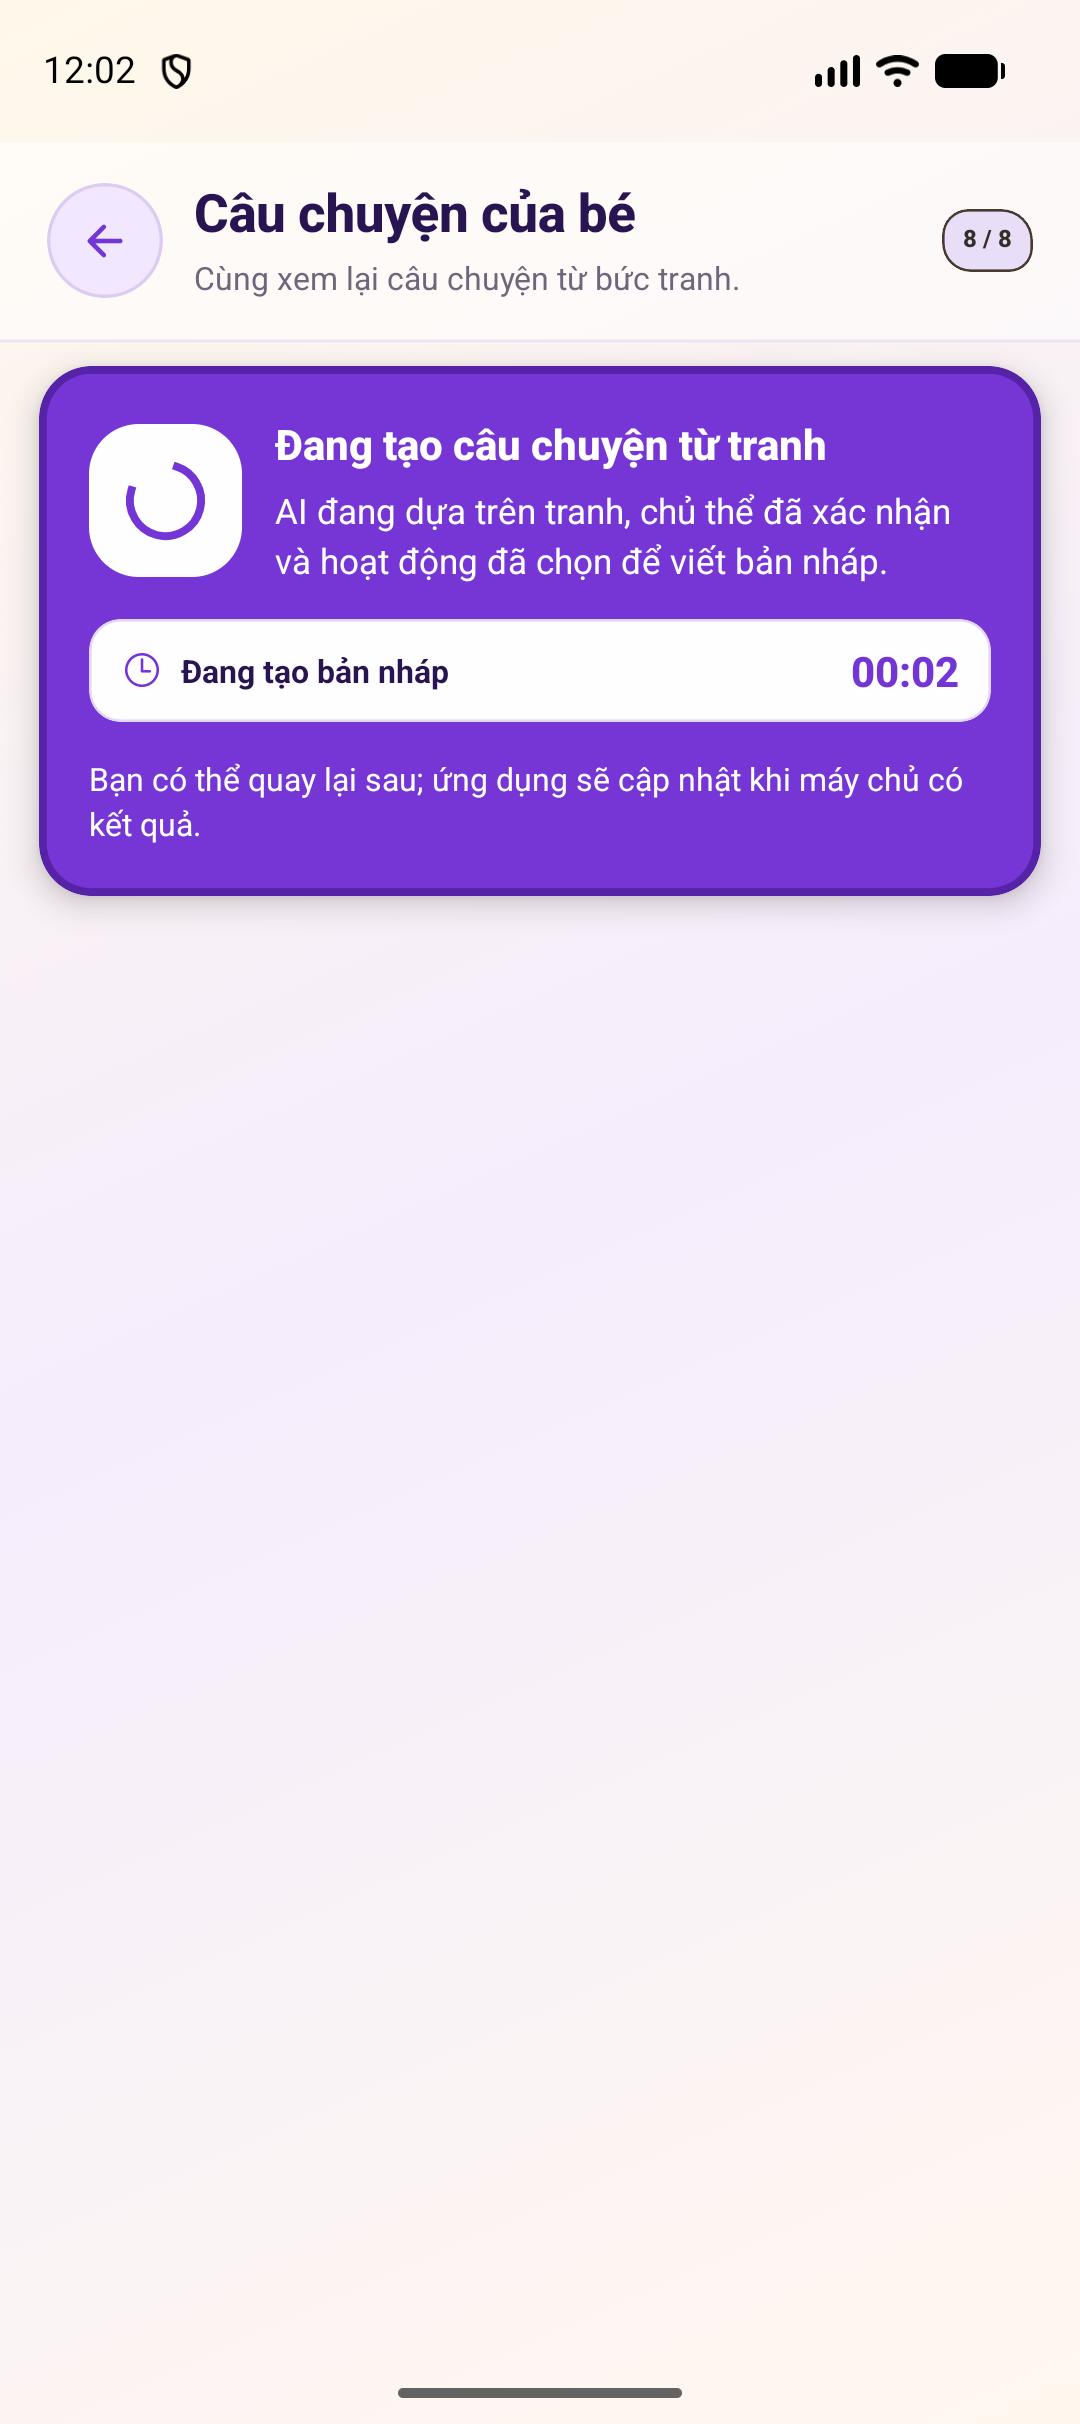 12:02
Câu chuyện của bé
Cùng xem lại câu chuyện từ bức tranh.
8 / 8
Đang tạo câu chuyện từ tranh
AI đang dựa trên tranh, chủ thể đã xác nhận
và hoạt động đã chọn để viết bản nháp.
Đang tạo bản nháp
00:02
Bạn có thể quay lại sau; ứng dụng sẽ cập nhật khi máy chủ có
kết quả.